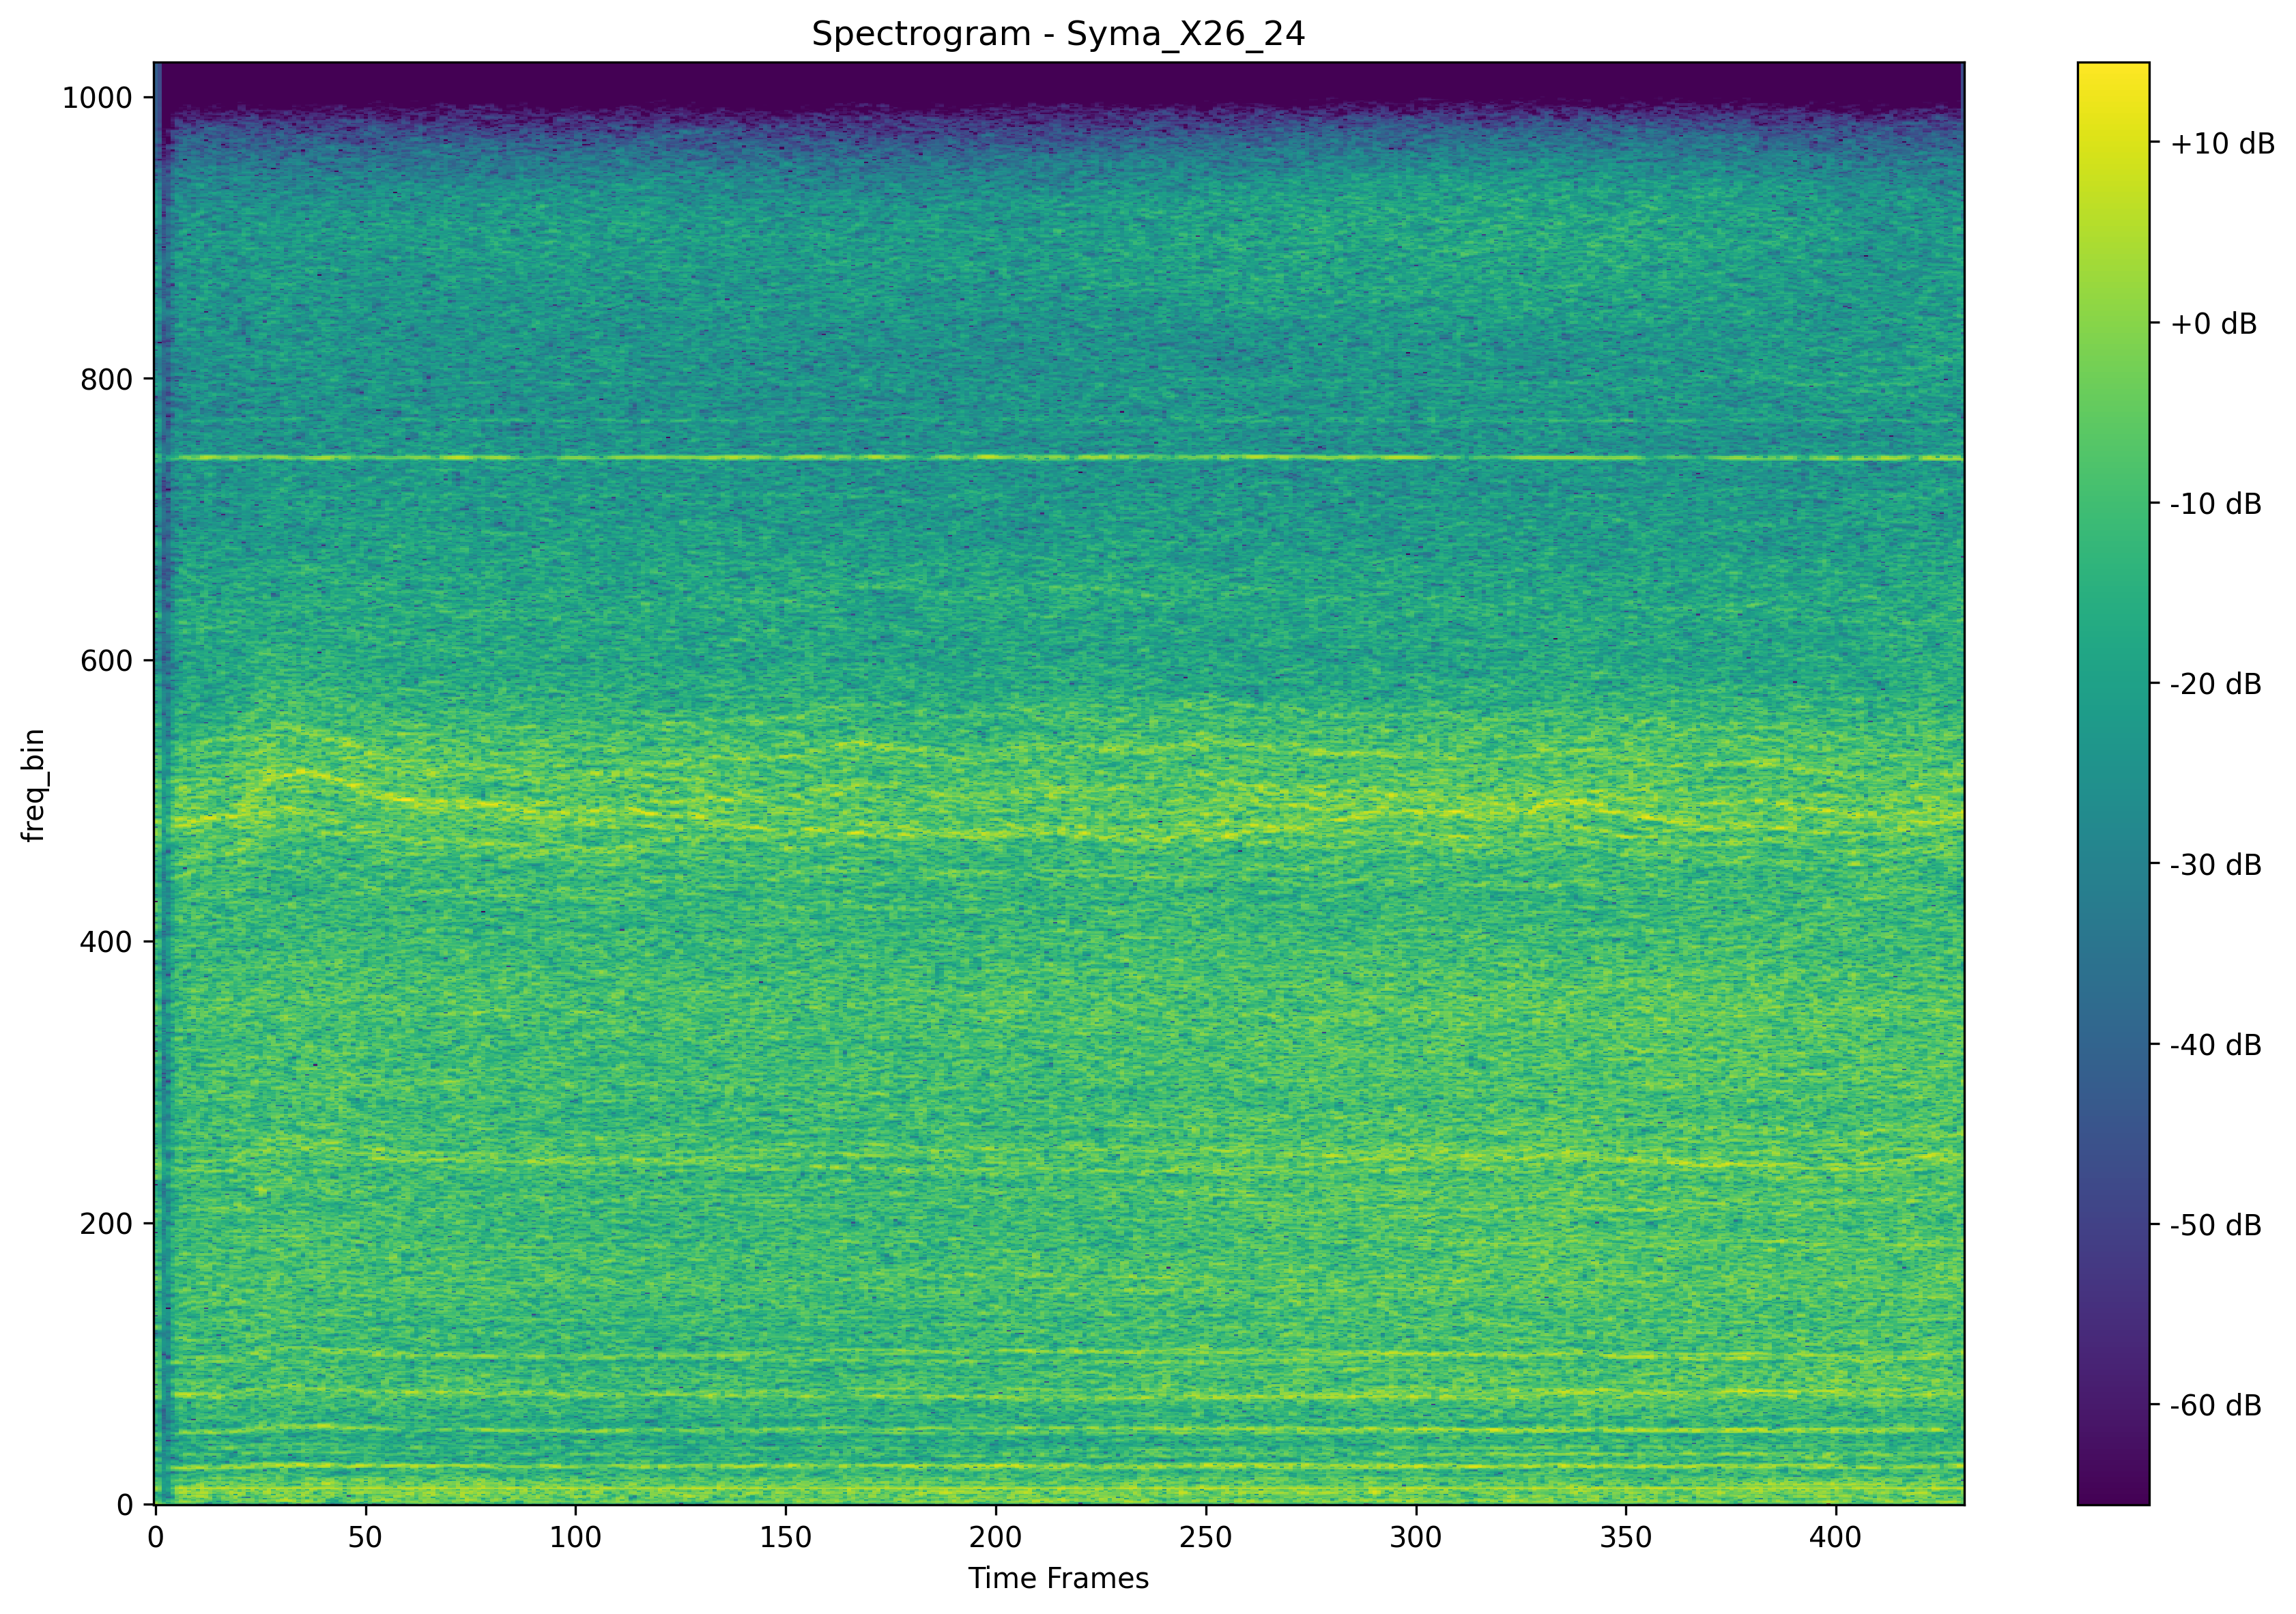 Spectrogram - Syma_X26_24
1000
800
600
400
200
0
freq_bin
0 50 100 150 200 250 300 350 400
Time Frames
+10 dB
+0 dB
-10 dB
-20 dB
-30 dB
-40 dB
-50 dB
-60 dB